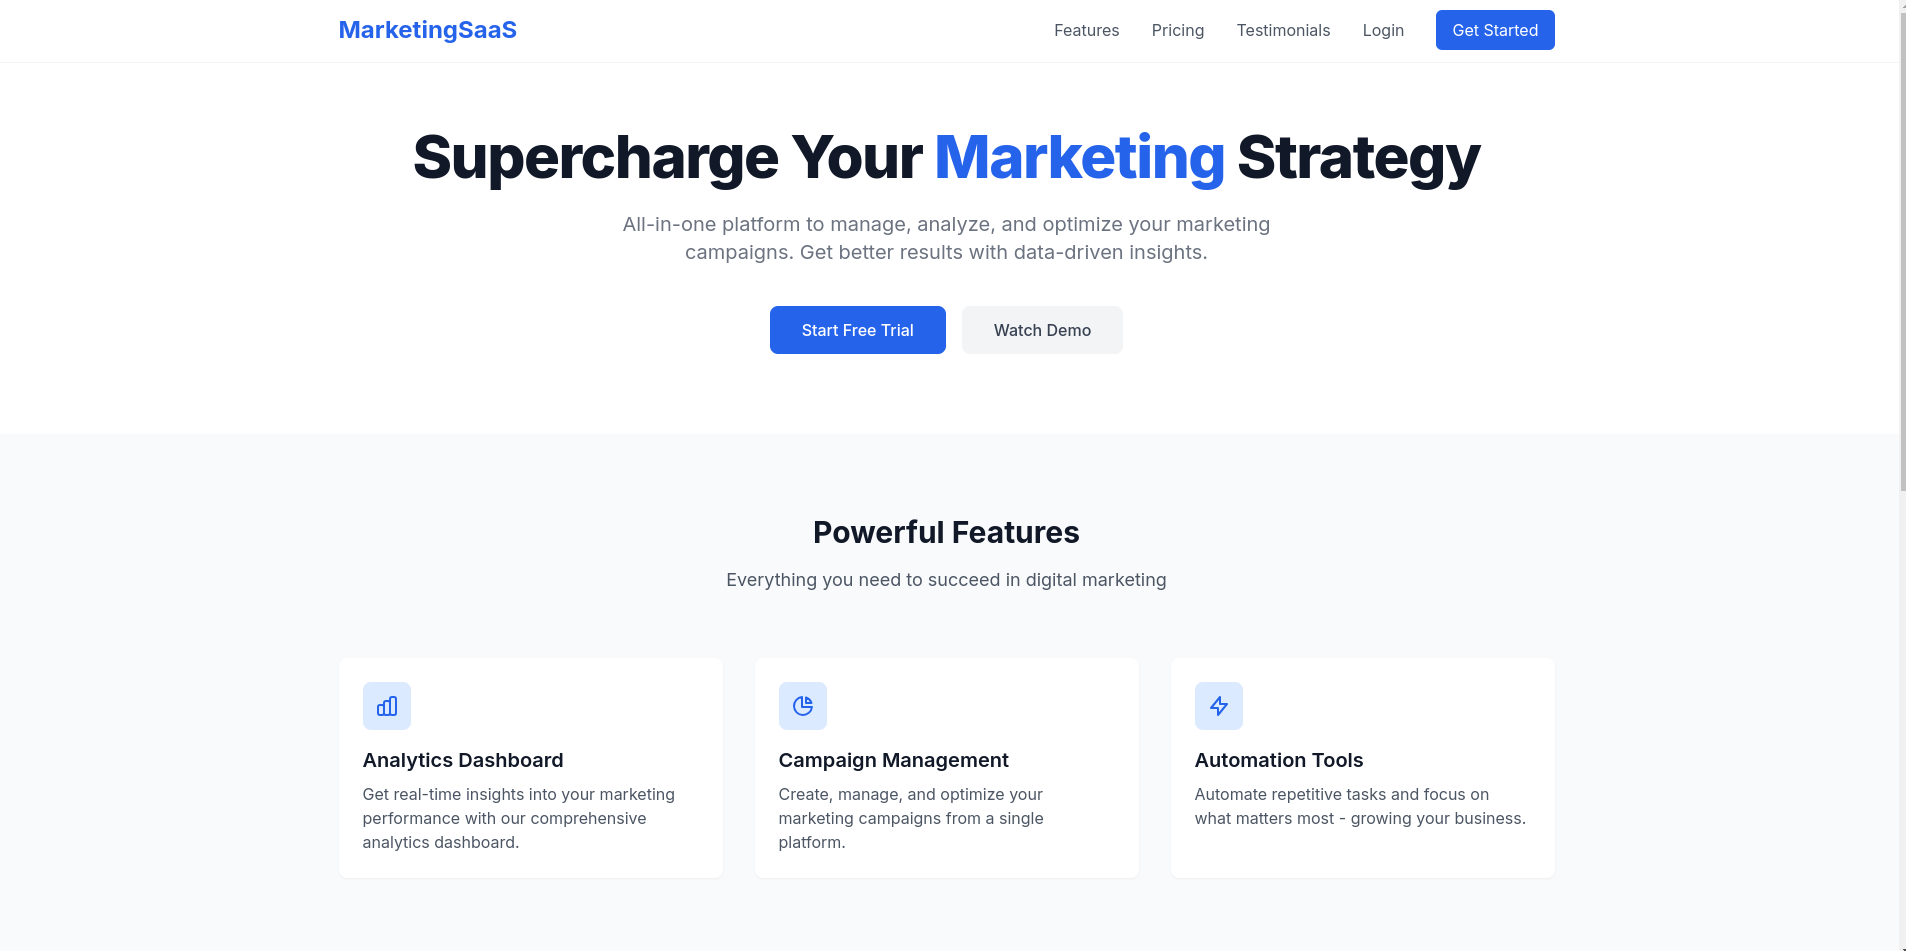 MarketingSaaS
Features
Pricing
Testimonials
Login
Get Started
Supercharge Your Marketing Strategy
All-in-one platform to manage, analyze, and optimize your marketing
campaigns. Get better results with data-driven insights.
Start Free Trial
Watch Demo
Powerful Features
Everything you need to succeed in digital marketing
Analytics Dashboard
Get real-time insights into your marketing
performance with our comprehensive
analytics dashboard.
Campaign Management
Create, manage, and optimize your
marketing campaigns from a single
platform.
Automation Tools
Automate repetitive tasks and focus on
what matters most - growing your business.